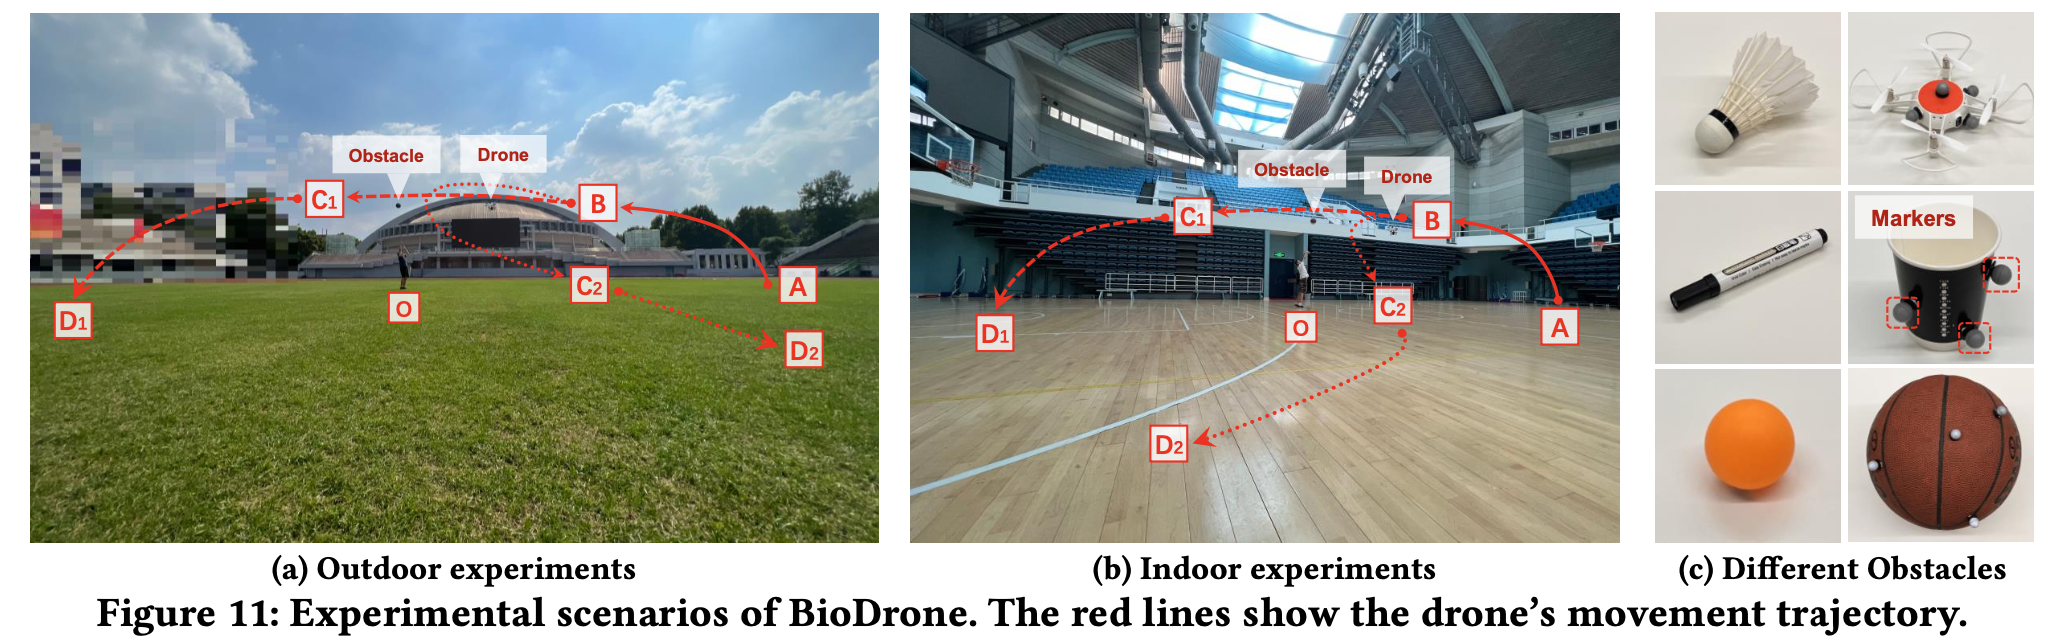 Obstacle
Drone
C1
B
C2
A
O
D1
D2
Obstacle
Drone
C1
B
C2
O
A
D1
D2
Markers
(a) Outdoor experiments
(b) Indoor experiments
(c) Different Obstacles
Figure 11: Experimental scenarios of BioDrone. The red lines show the drone's movement trajectory.